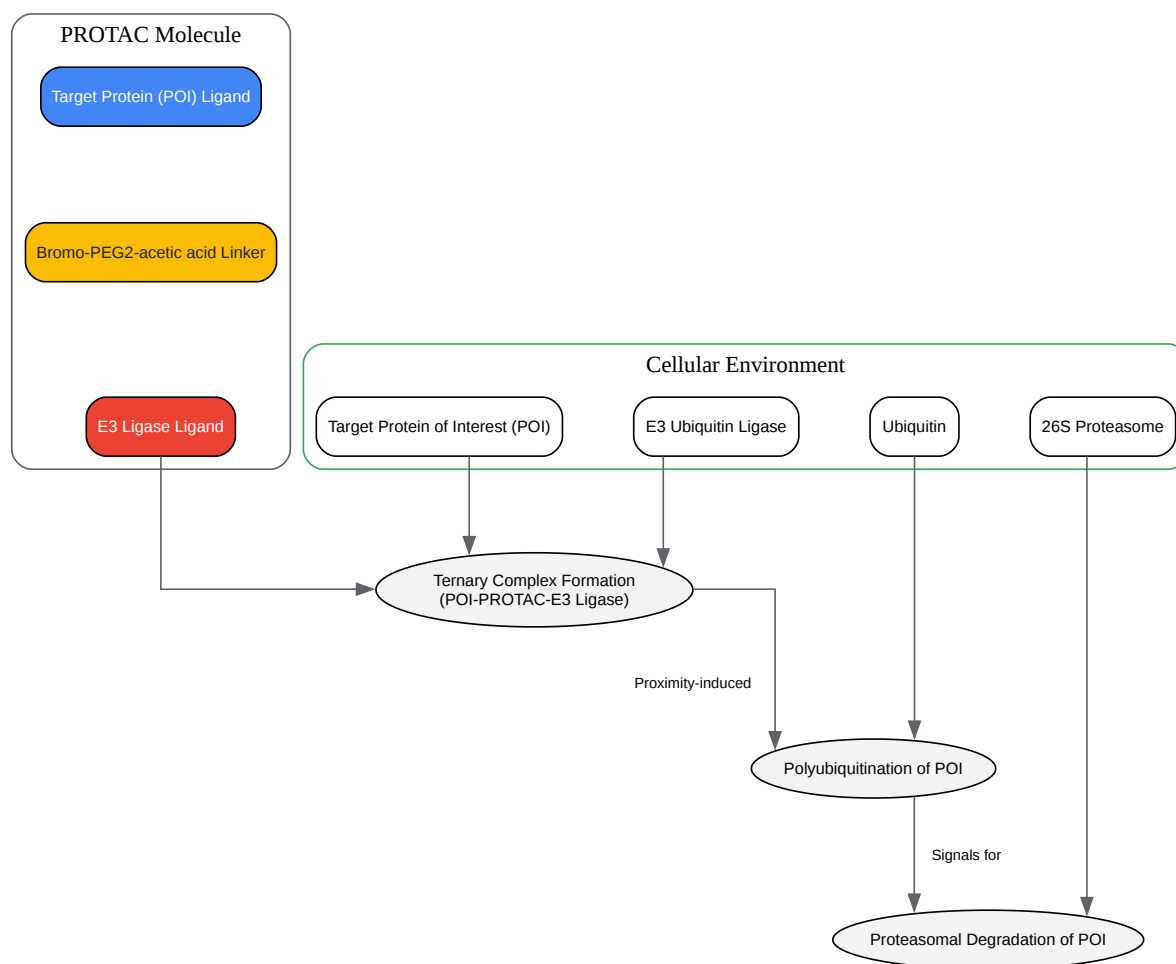 PROTAC Molecule
Target Protein (POI) Ligand
Bromo-PEG2-acetic acid Linker
E3 Ligase Ligand
Cellular Environment
Target Protein of Interest (POI)
E3 Ubiquitin Ligase
Ubiquitin
26S Proteasome
Ternary Complex Formation
(POI-PROTAC-E3 Ligase)
Proximity-induced
Polyubiquitination of POI
Signals for
Proteasomal Degradation of POI